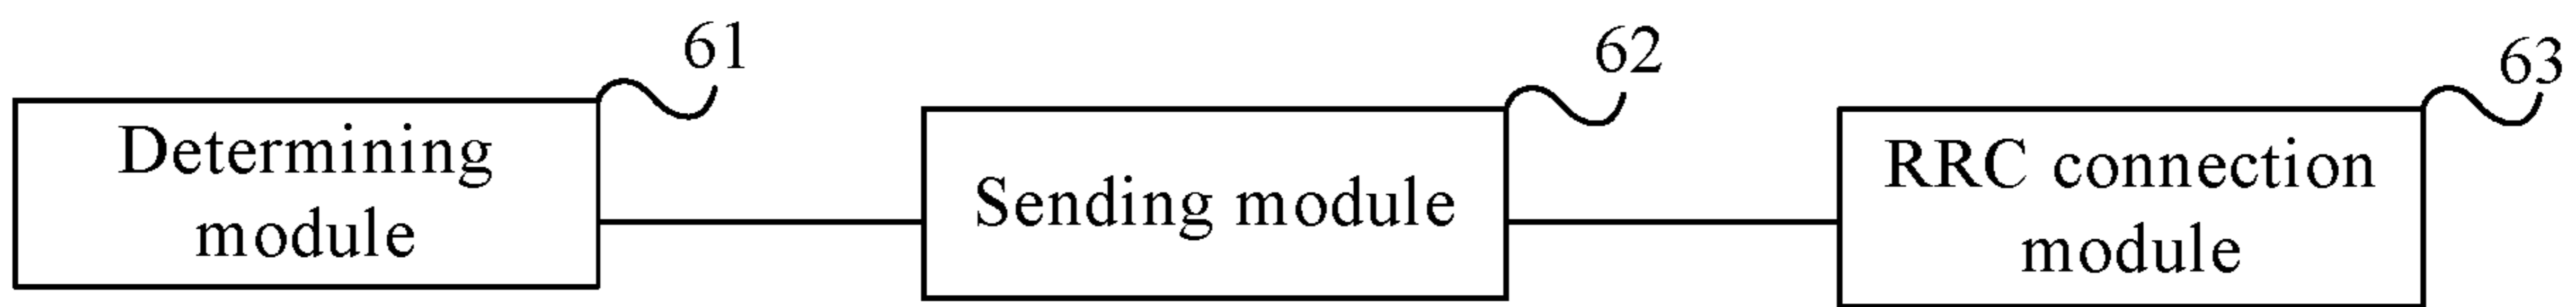 61
62
63
Determining
module
Sending module
RRC connection
module